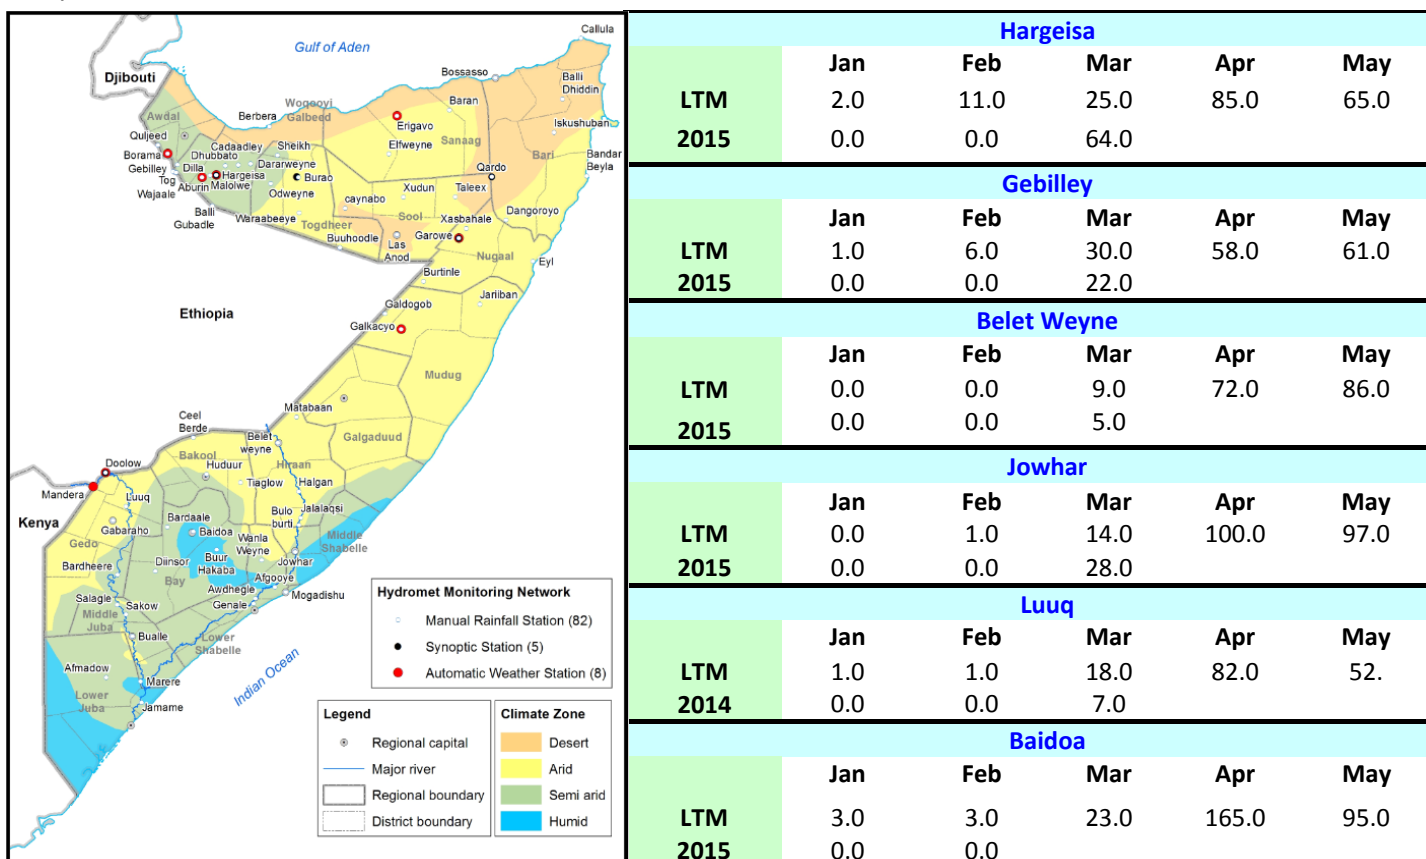 Gulf of Aden
Callula
Djibouti
Bossasso
Balli
Dhiddin
Awdal
Woqooyi
Galbeed
Berbera
Baran
Erigavo
Iskushuban
Quljeed
Cadaadley
Sheikh
Elfweyne
Sanaag
Borama
Dhubbato
Bari
Bandar
Beyla
Gebilley
Dilla
Dararweyne
Hargeisa
Burao
Qardo
Tog
Wajaale
Aburin
Malolwe
Odweyne
Xudun
Taleex
Balli
Gubadle
Waraabeeye
caynabo
Sool
Dangoroyo
Togdheer
Xasbahale
Buuhoodle
Las
Anod
Garowe
Nugaal
Eyl
Burtinle
Jariiban
Galdogob
Ethiopia
Galkacyo
Mudug
Matabaan
Ceel
Berde
Belet
weyne
Galgaduud
Bakool
Huduur
Hiraan
Doolow
Tiaglow
Halgan
Mandera
Luuq
Bulo
burti
Jalalaqsi
Kenya
Bardaale
Gabaraho
Baidoa
Wanla
Weyne
Middle
Shabelle
Gedo
Buur
Hakaba
Jowhar
Diinsor
Bardheere
Bay
Afgooye
Awdhegle
Mogadishu
Salagle
Sakow
Genale
Middle
Juba
Bualle
Lower
Shabelle
Afmadow
Marere
Indian Ocean
Lower
Juba
Jamame
Hydromet Monitoring Network
Manual Rainfall Station (82)
Synoptic Station (5)
Automatic Weather Station (8)
Legend
Regional capital
Major river
Regional boundary
District boundary
Climate Zone
Desert
Arid
Semi arid
Humid
Hargeisa
Jan Feb Mar Apr May
LTM 2.0 11.0 25.0 85.0 65.0
2015 0.0 0.0 64.0
Gebilley
Jan Feb Mar Apr May
LTM 1.0 6.0 30.0 58.0 61.0
2015 0.0 0.0 22.0
Belet Weyne
Jan Feb Mar Apr May
LTM 0.0 0.0 9.0 72.0 86.0
2015 0.0 0.0 5.0
Jowhar
Jan Feb Mar Apr May
LTM 0.0 1.0 14.0 100.0 97.0
2015 0.0 0.0 28.0
Luuq
Jan Feb Mar Apr May
LTM 1.0 1.0 18.0 82.0 52.
2014 0.0 0.0 7.0
Baidoa
Jan Feb Mar Apr May
LTM 3.0 3.0 23.0 165.0 95.0
2015 0.0 0.0